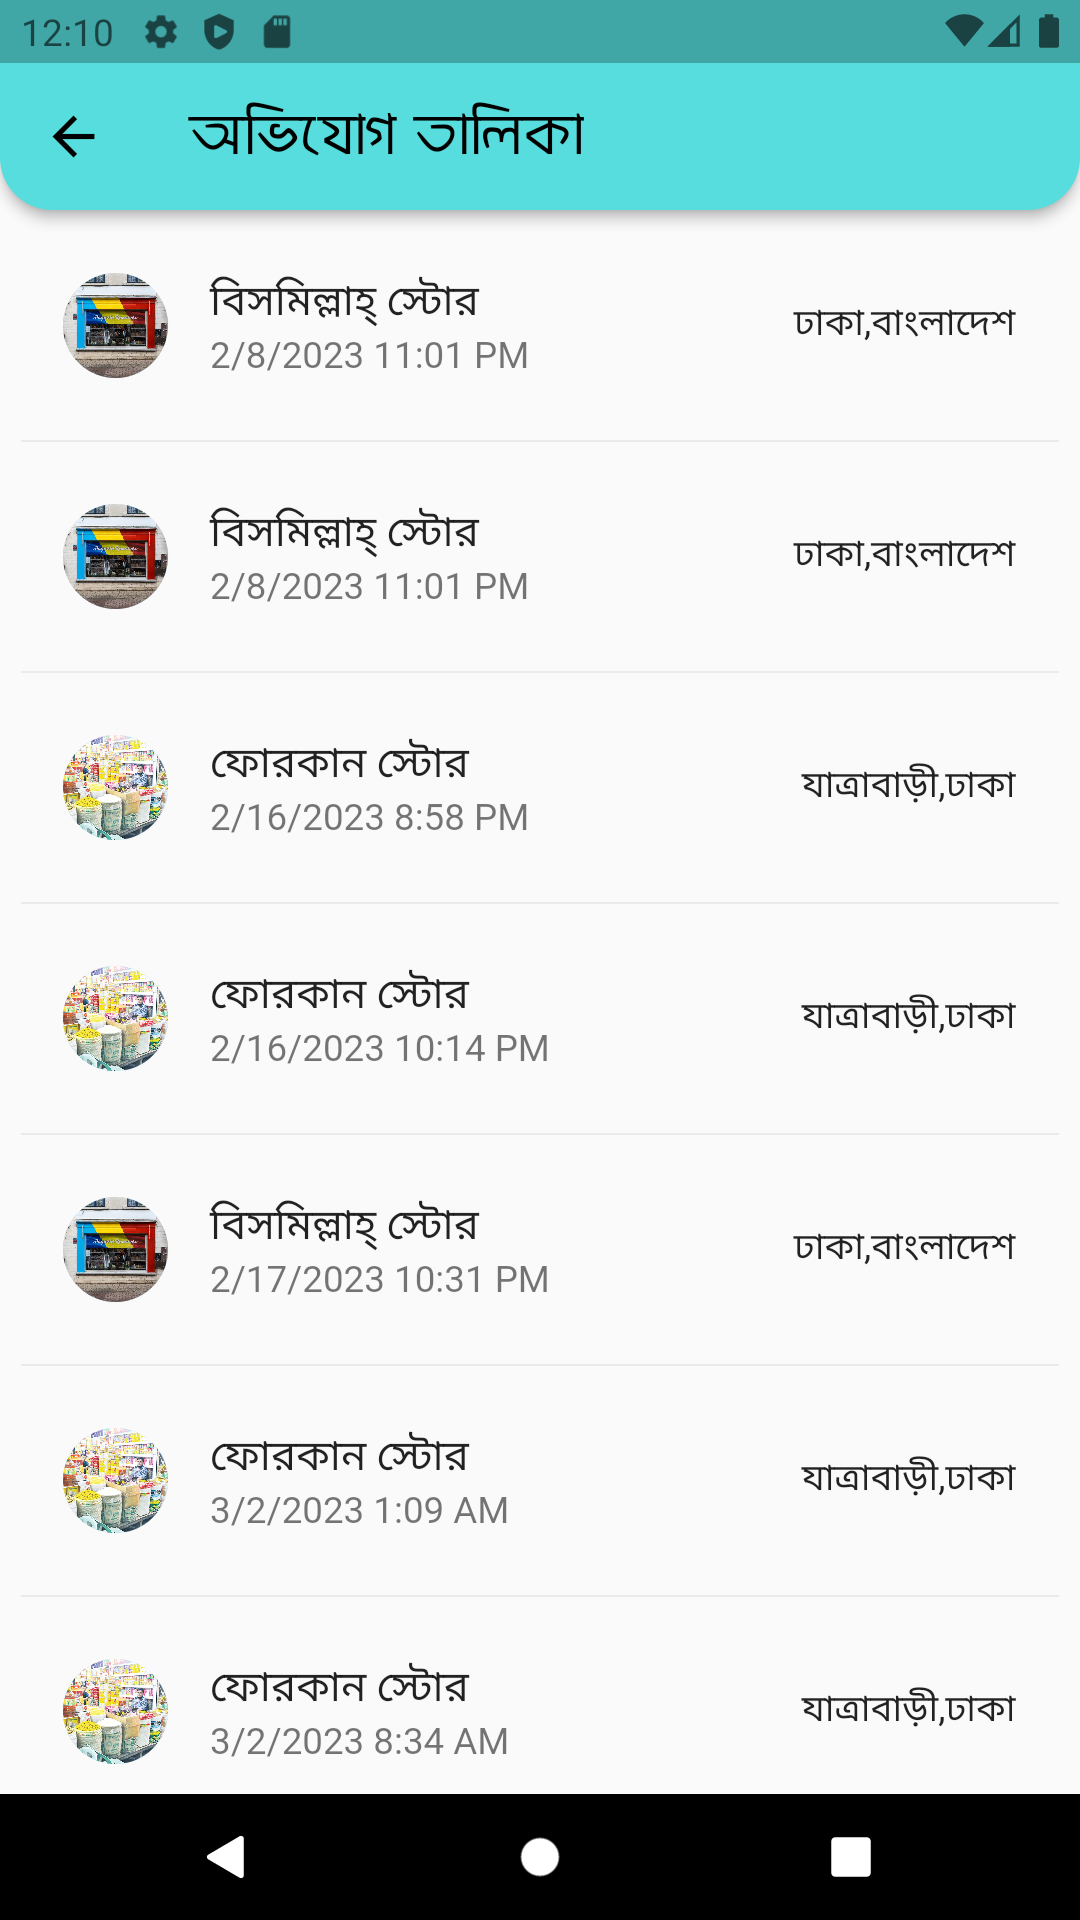 12:10
অভিযোগ তালিকা
বিসমিল্লাহ্ স্টোর
2/8/2023 11:01 PM
ঢাকা,বাংলাদেশ
বিসমিল্লাহ্ স্টোর
2/8/2023 11:01 PM
ঢাকা,বাংলাদেশ
ফোরকান স্টোর
2/16/2023 8:58 PM
যাত্রাবাড়ী,ঢাকা
ফোরকান স্টোর
2/16/2023 10:14 PM
যাত্রাবাড়ী,ঢাকা
বিসমিল্লাহ্ স্টোর
2/17/2023 10:31 PM
ঢাকা,বাংলাদেশ
ফোরকান স্টোর
3/2/2023 1:09 AM
যাত্রাবাড়ী,ঢাকা
ফোরকান স্টোর
3/2/2023 8:34 AM
যাত্রাবাড়ী,ঢাকা